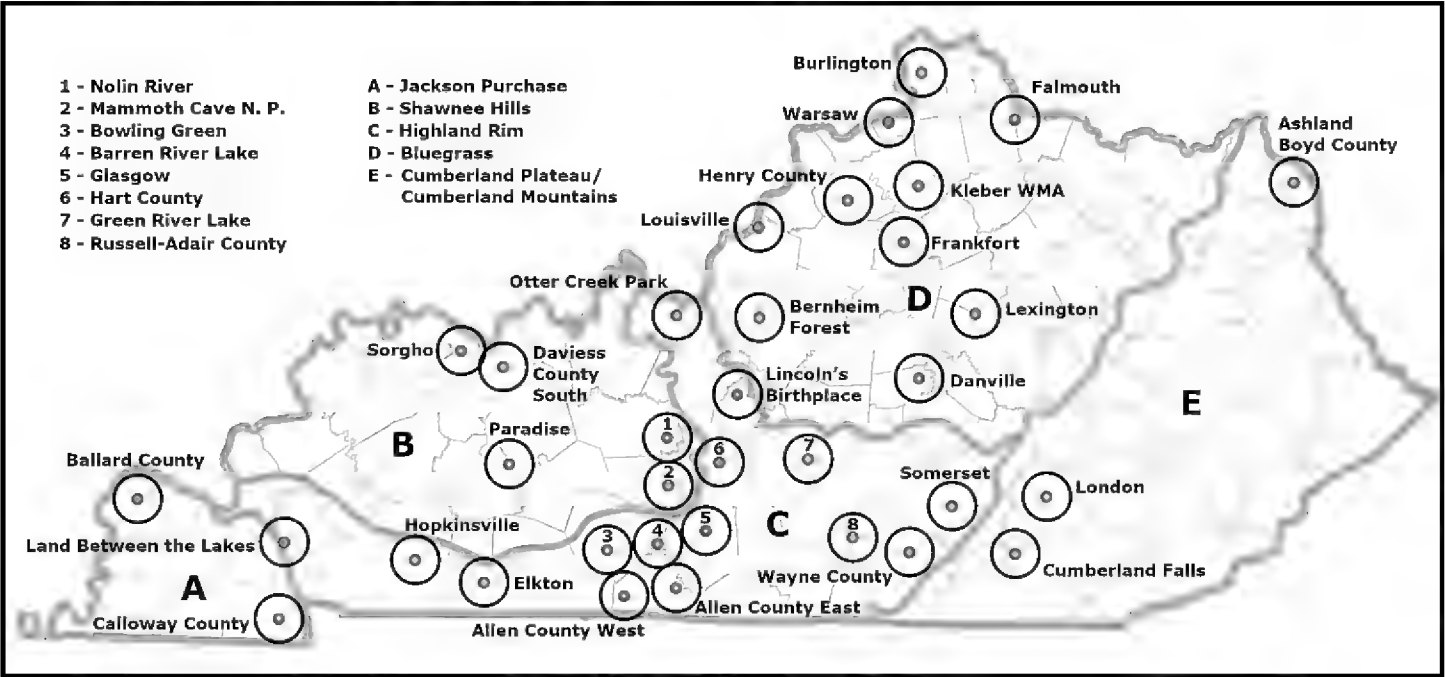 1 - Nolin River
2 - Mammoth Cave N. P.
3 - Bowling Green
4 - Barren River Lake
5 - Glasgow
6 - Hart County
7 - Green River Lake
8 - Russell-Adair County
A - Jackson Purchase
B - Shawnee Hills
C - Highland Rim
D - Bluegrass
E - Cumberland Plateau/
Cumberland Mountains
Burlington
Falmouth
Warsaw
Ashland
Boyd County
Henry County
Kleber WMA
Louisville
Frankfort
Otter Creek Park
D
Bernheim
Forest
Lexington
Sorgho
Daviess
County
South
Lincoln's
Birthplace
Danville
E
B
Paradise
1
6
7
Ballard County
2
Somerset
London
Hopkinsville
5
C
Land Between the Lakes
3
4
8
A
Elkton
Wayne County
Cumberland Falls
Calloway County
Allen County West
Allen County East